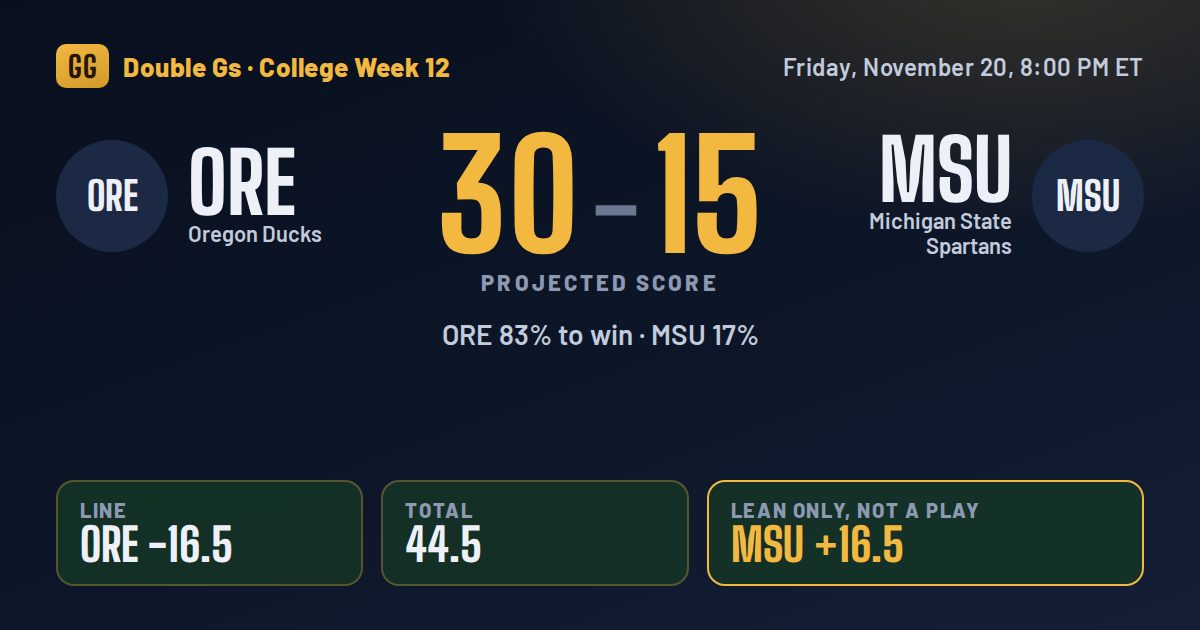 GG Double Gs · College Week 12
Friday, November 20, 8:00 PM ET
ORE
ORE
Oregon Ducks
30 – 15
PROJECTED SCORE
ORE 83% to win · MSU 17%
MSU
Michigan State
Spartans
MSU
LINE
ORE −16.5
TOTAL
44.5
LEAN ONLY, NOT A PLAY
MSU +16.5